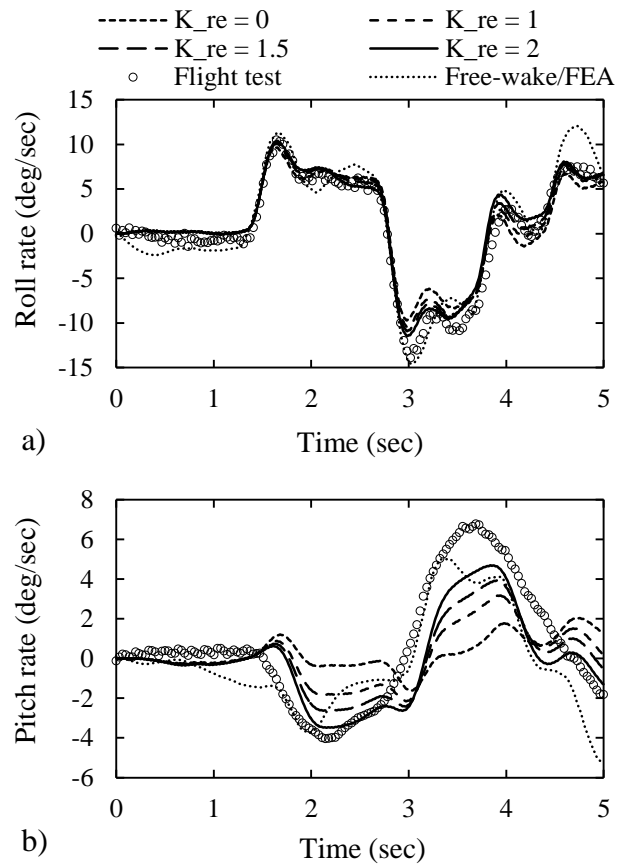 K_re = 0 K_re = 1
K_re = 1.5 K_re = 2
Flight test Free-wake/FEA
15
10
5
0
-5
-10
-15
Roll rate (deg/sec)
0 1 2 3 4 5
a) Time (sec)
8
6
4
2
0
-2
-4
-6
Pitch rate (deg/sec)
0 1 2 3 4 5
b) Time (sec)